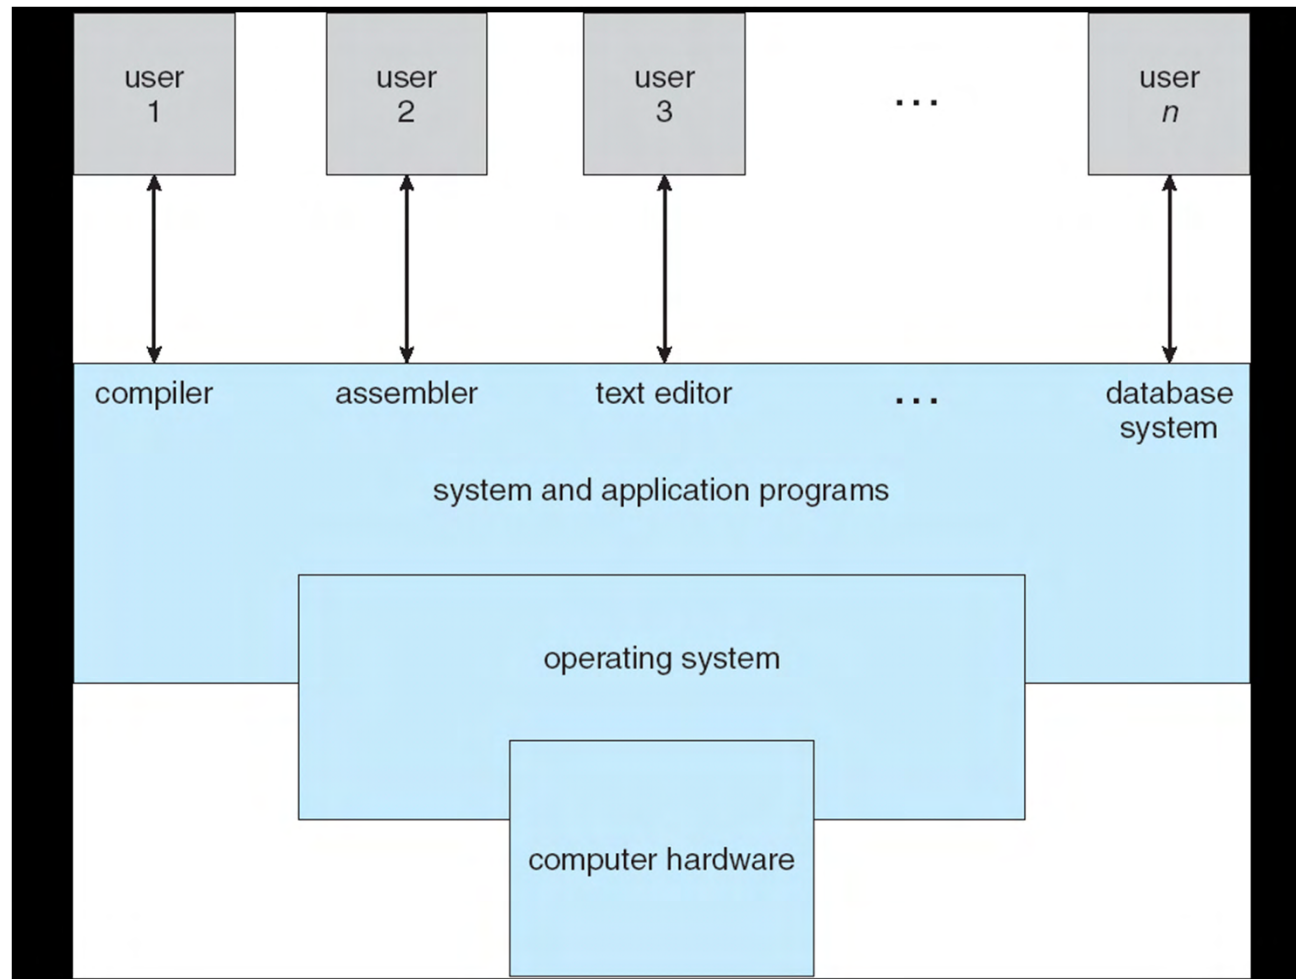 user
1
user
2
user
3
...
user
n
compiler
assembler
text editor
...
database
system
system and application programs
operating system
computer hardware